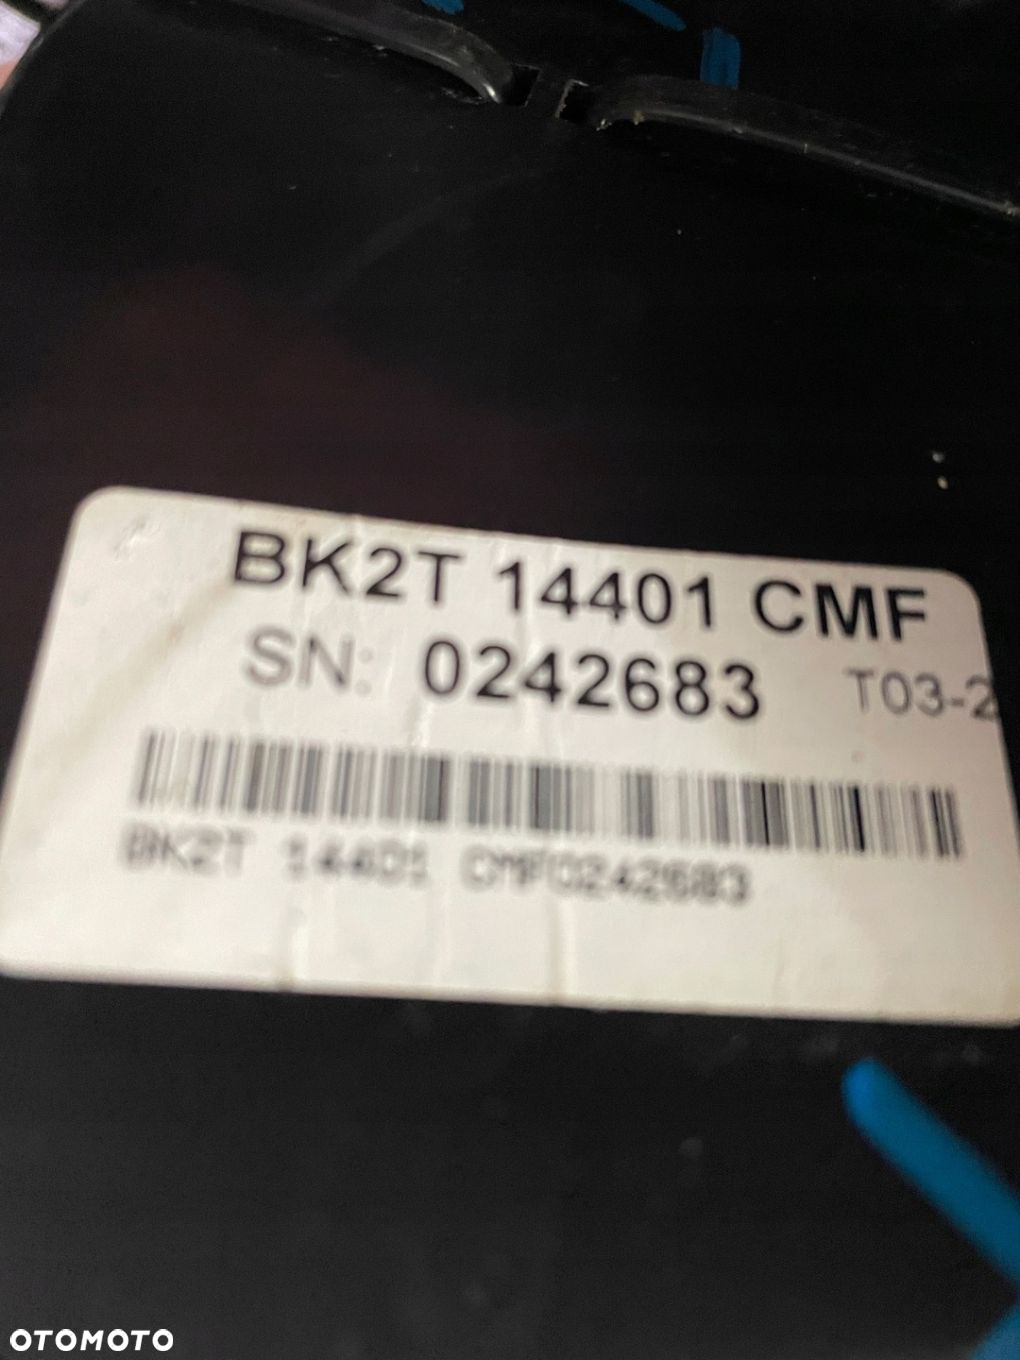 BK2T 14401 CMF
SN: 0242683 T03-2
BK2T 14401 CMF0242683
OTOMOTO